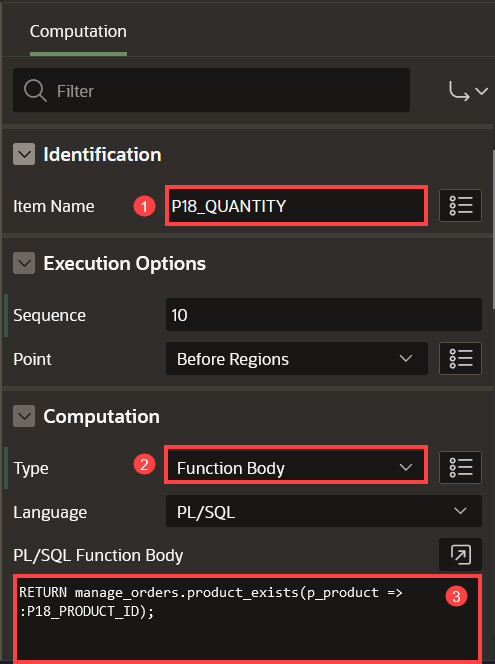 Computation
Filter
Identification
Item Name 1 P18_QUANTITY
Execution Options
Sequence 10
Point Before Regions
Computation
Type 2 Function Body
Language PL/SQL
PL/SQL Function Body
RETURN manage_orders.product_exists(p_product => 3
:P18_PRODUCT_ID);